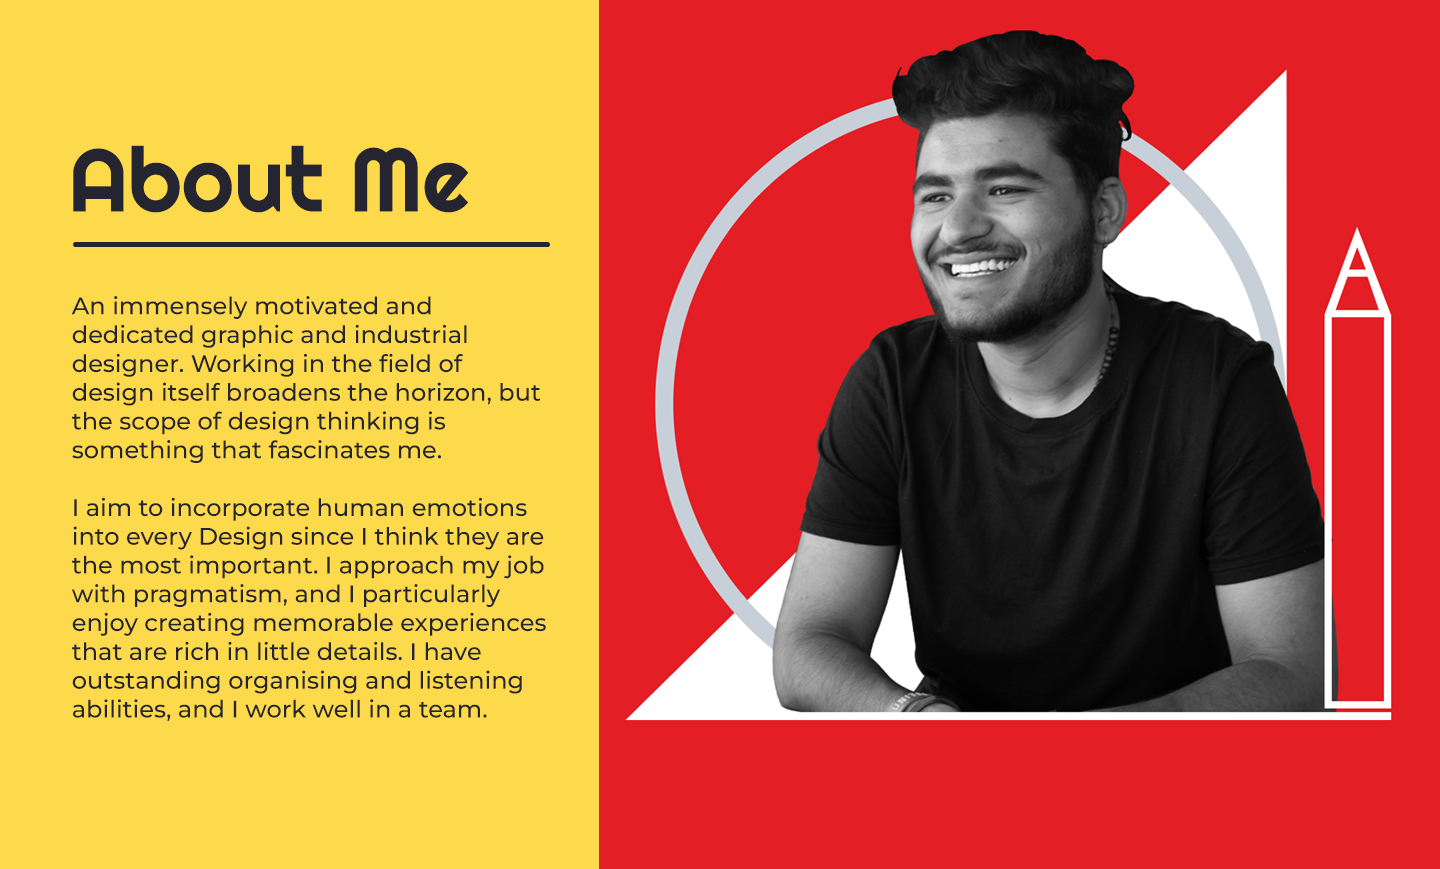 About Me
An immensely motivated and
dedicated graphic and industrial
designer. Working in the field of
design itself broadens the horizon, but
the scope of design thinking is
something that fascinates me.
I aim to incorporate human emotions
into every Design since I think they are
the most important. I approach my job
with pragmatism, and I particularly
enjoy creating memorable experiences
that are rich in little details. I have
outstanding organising and listening
abilities, and I work well in a team.